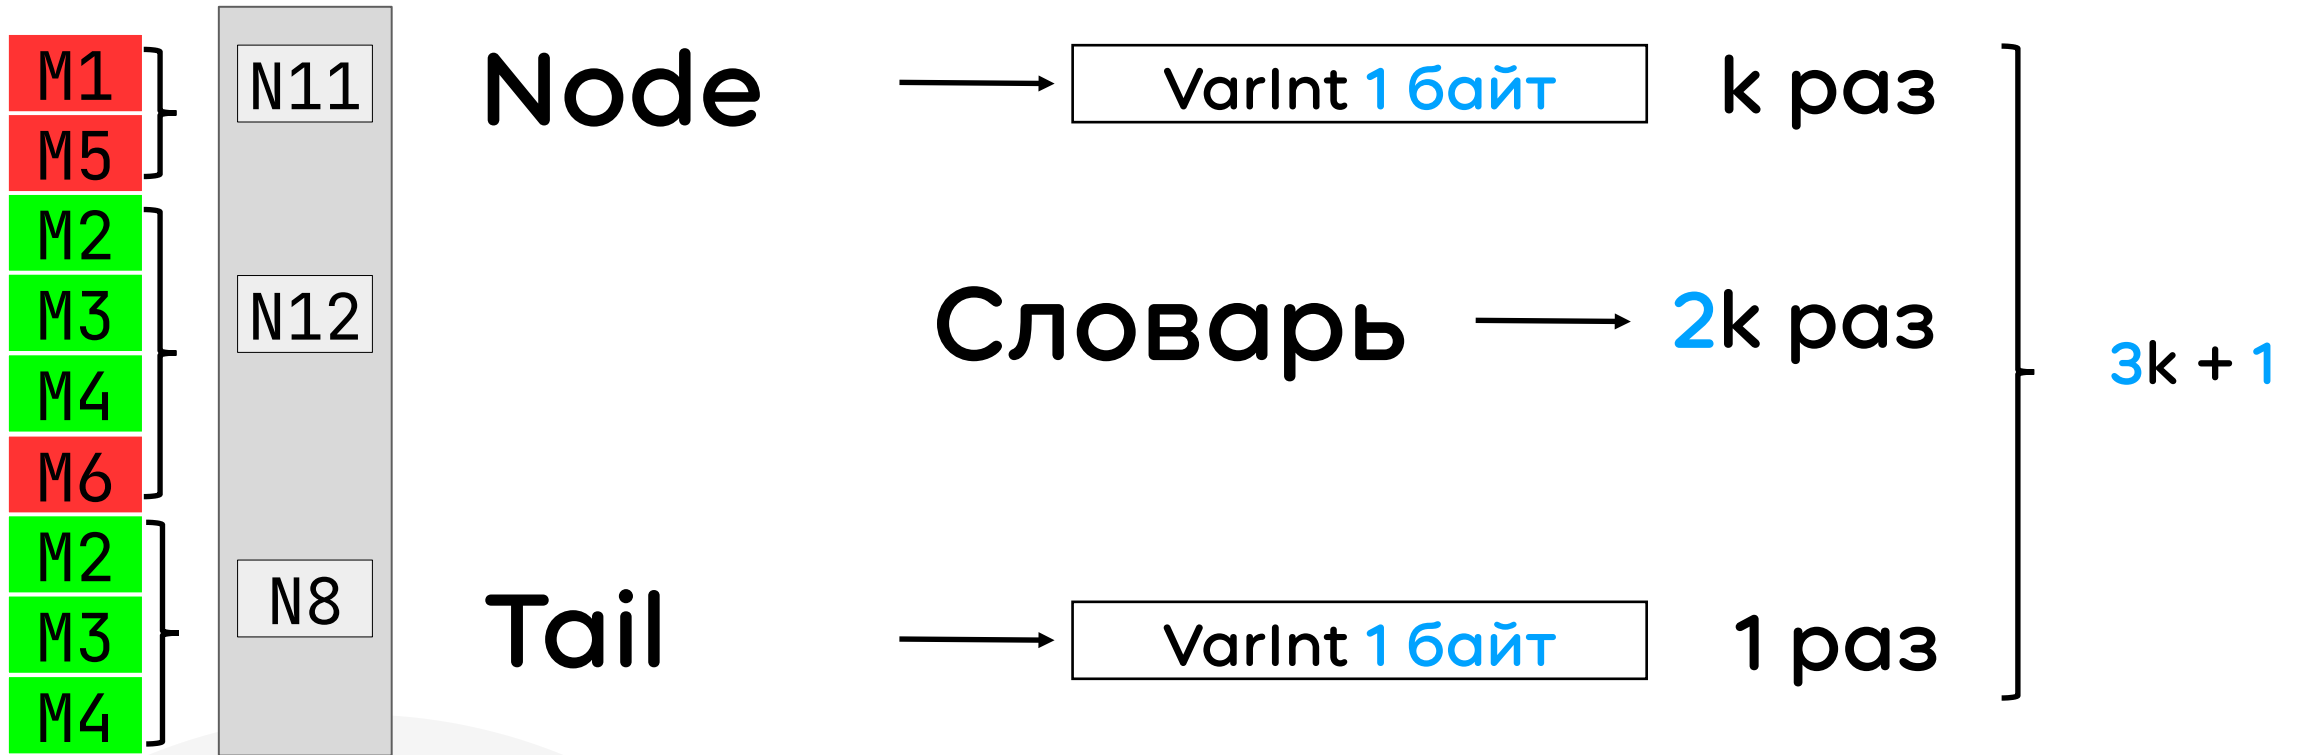 M1
M5
M2
M3
M4
M6
M2
M3
M4
N11
N12
N8
Node
VarInt 1 байт
k раз
Словарь
2k раз
3k + 1
Tail
VarInt 1 байт
1 раз